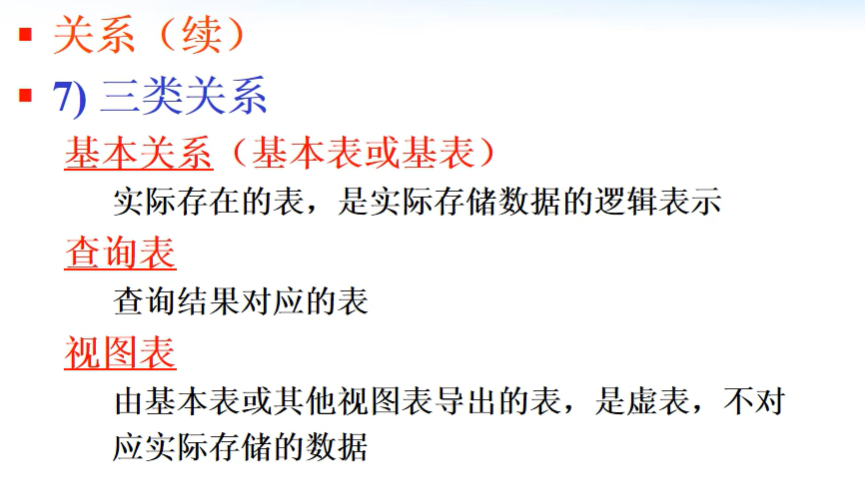 关系（续）
7) 三类关系
基本关系（基本表或基表）
实际存在的表，是实际存储数据的逻辑表示
查询表
查询结果对应的表
视图表
由基本表或其他视图表导出的表，是虚表，不对
应实际存储的数据